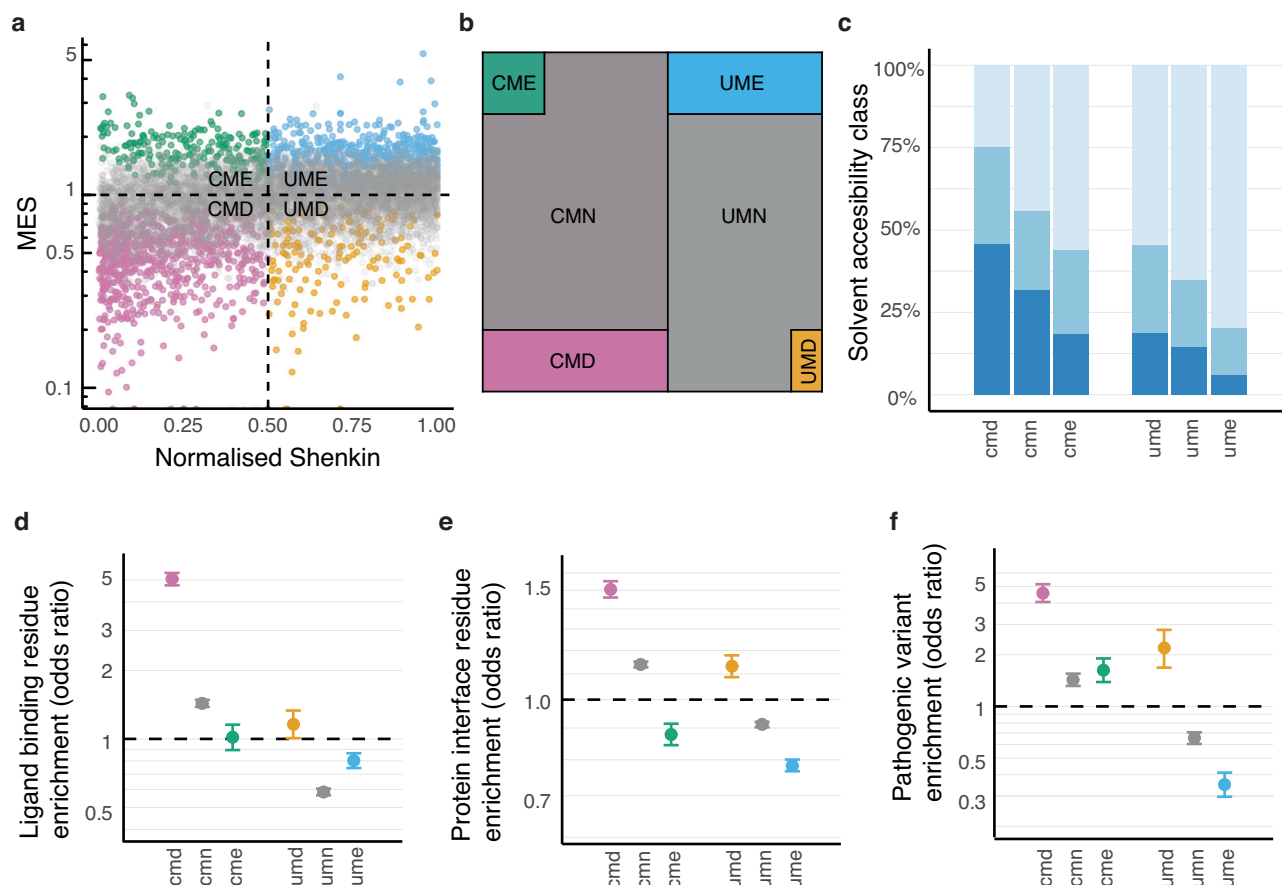 a
5
1
0.5
0.1
MES
CME
UME
CMD
UMD
0.00
0.25
0.50
0.75
1.00
Normalised Shenkin
b
CME
UME
CMN
UMN
CMD
UMD
c
100%
75%
50%
25%
0%
Solvent accesibility class
cmd
cmn
cme
umd
umn
ume
d
5
3
2
1
0.5
Ligand binding residue
enrichment (odds ratio)
cmd
cmn
cme
umd
umn
ume
e
1.5
1.0
0.7
Protein interface residue
enrichment (odds ratio)
cmd
cmn
cme
umd
umn
ume
f
5
3
2
1
0.5
0.3
Pathogenic variant
enrichment (odds ratio)
cmd
cmn
cme
umd
umn
ume